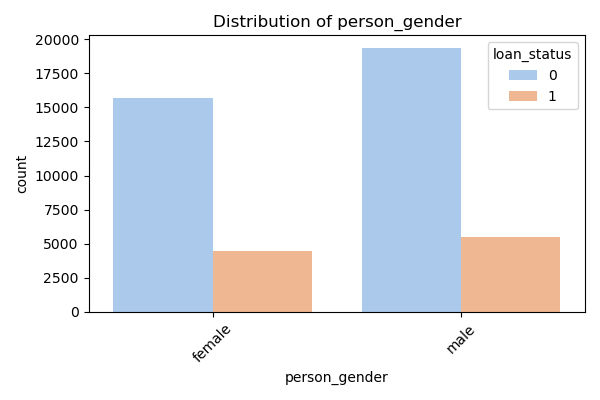 Distribution of person_gender
20000
17500
15000
12500
10000
7500
5000
2500
0
count
loan_status
0
1
female
male
person_gender